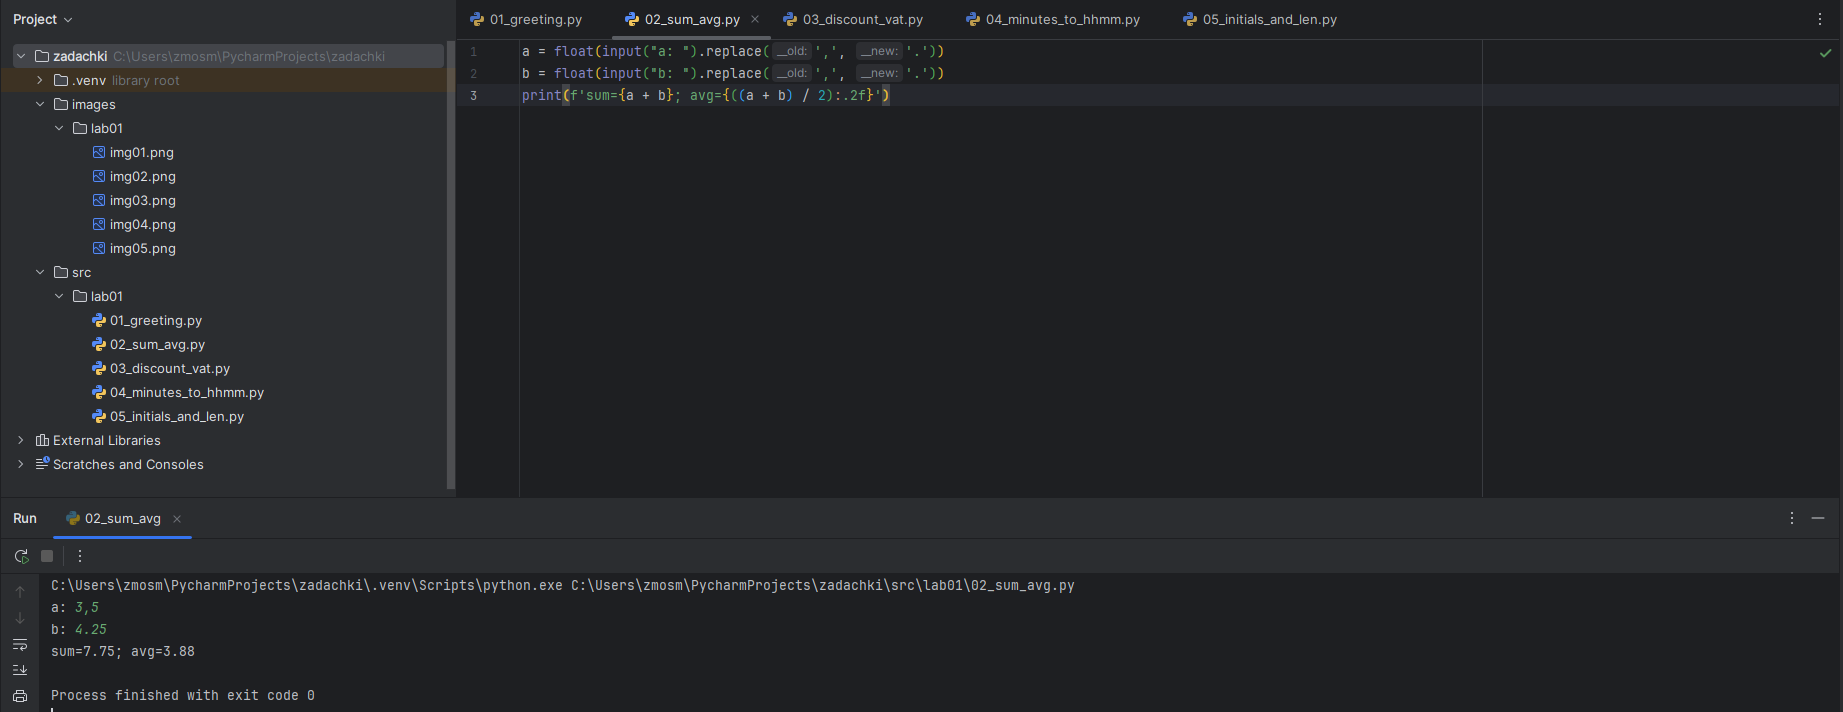 Project
01_greeting.py 02_sum_avg.py 03_discount_vat.py 04_minutes_to_hhmm.py 05_initials_and_len.py
zadachki C:\Users\zmosm\PycharmProjects\zadachki
.venv library root
images
lab01
img01.png
img02.png
img03.png
img04.png
img05.png
src
lab01
01_greeting.py
02_sum_avg.py
03_discount_vat.py
04_minutes_to_hhmm.py
05_initials_and_len.py
External Libraries
Scratches and Consoles
1 a = float(input("a: ").replace( __old: ',', __new: '.'))
2 b = float(input("b: ").replace( __old: ',', __new: '.'))
3 print(f'sum={a + b}; avg={((a + b) / 2):.2f}')
Run 02_sum_avg
C:\Users\zmosm\PycharmProjects\zadachki\.venv\Scripts\python.exe C:\Users\zmosm\PycharmProjects\zadachki\src\lab01\02_sum_avg.py
a: 3,5
b: 4.25
sum=7.75; avg=3.88
Process finished with exit code 0